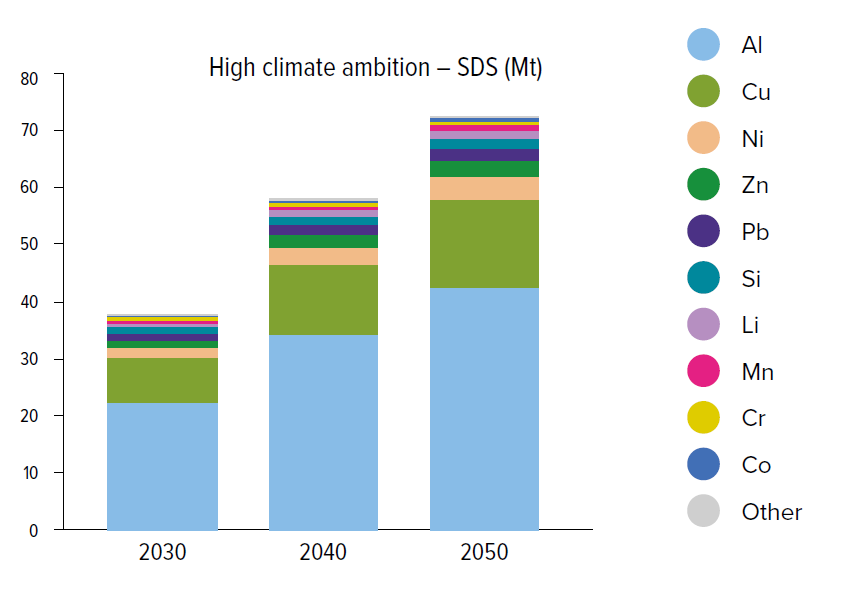 High climate ambition – SDS (Mt)
80
70
60
50
40
30
20
10
0
2030 2040 2050
Al
Cu
Ni
Zn
Pb
Si
Li
Mn
Cr
Co
Other